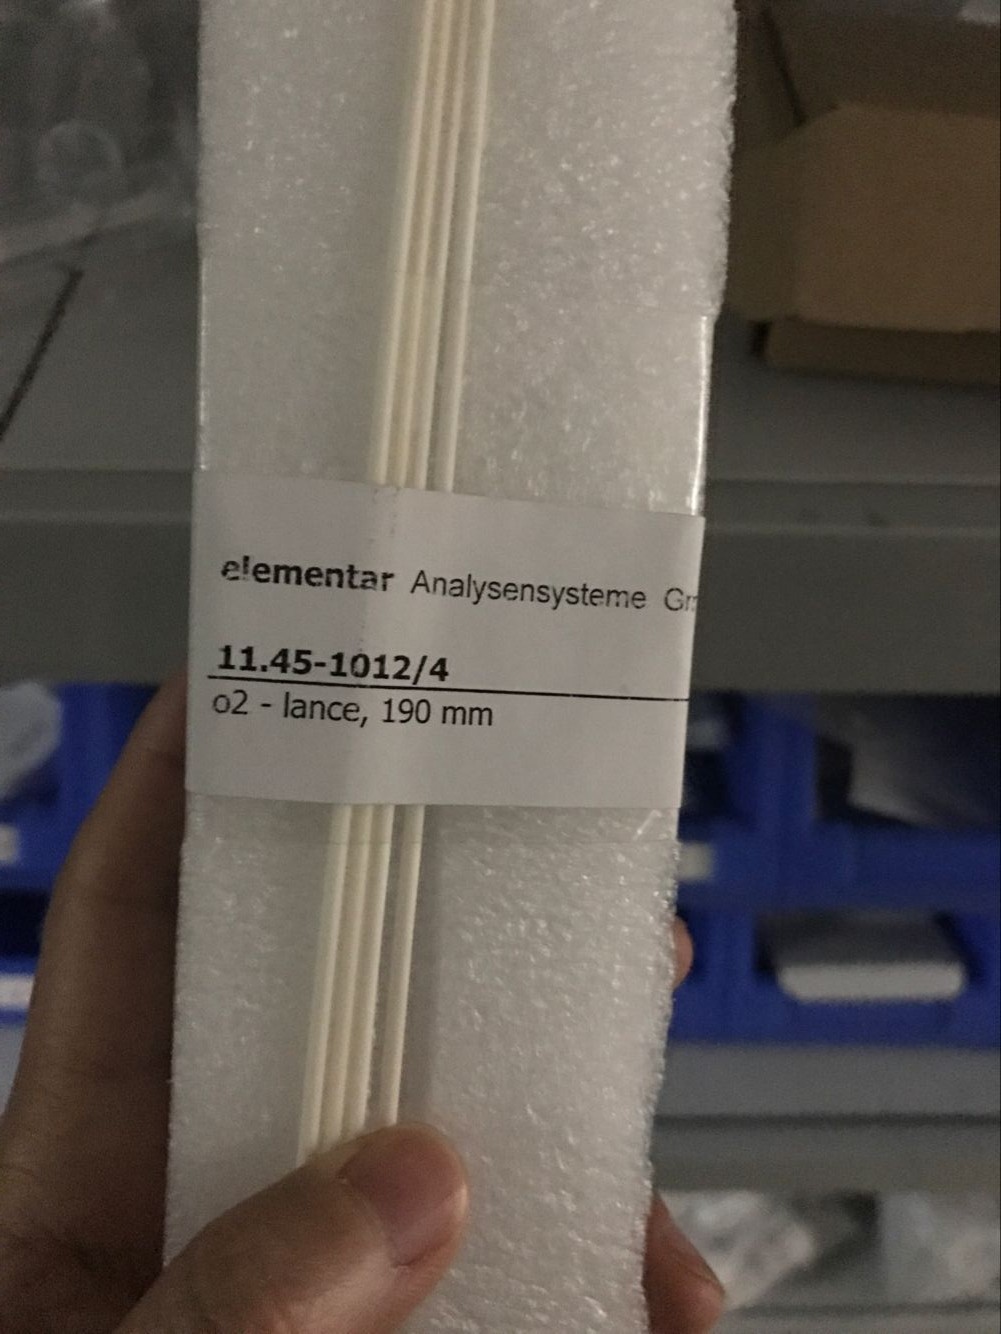 elementar Analysensysteme
11.45-1012/4
o2 - lance, 190 mm